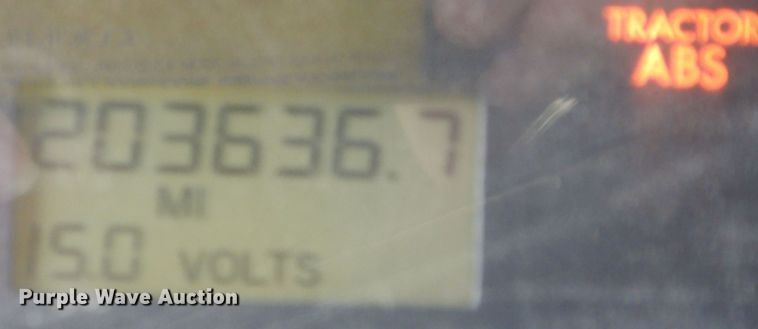 TRACTOR
ABS
203636.7
MI
15.0 VOLTS
Purple Wave Auction